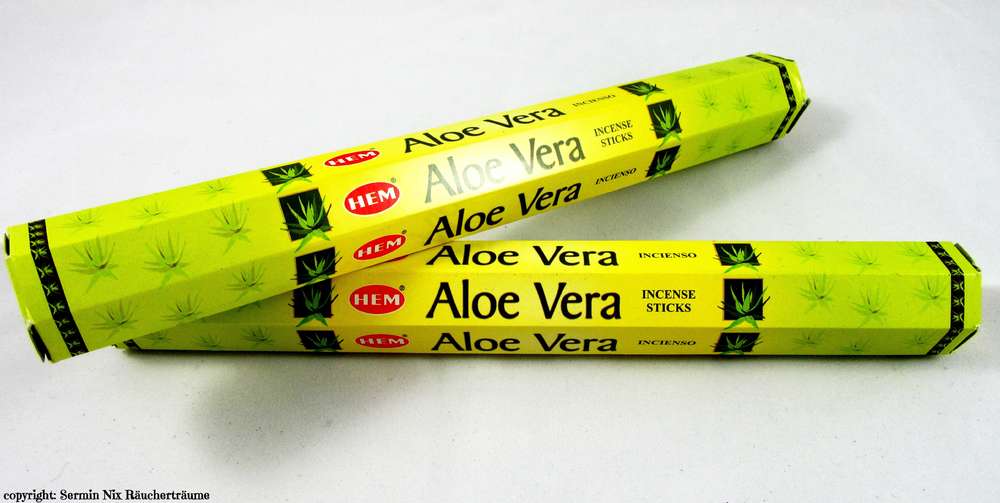 HEM Aloe Vera INCIENSO
HEM® Aloe Vera INCENSE STICKS
HEM Aloe Vera INCIENSO
Aloe Vera INCIENSO
HEM® Aloe Vera INCENSE STICKS
HEM Aloe Vera INCIENSO
copyright: Sermin Nix Räucherträume